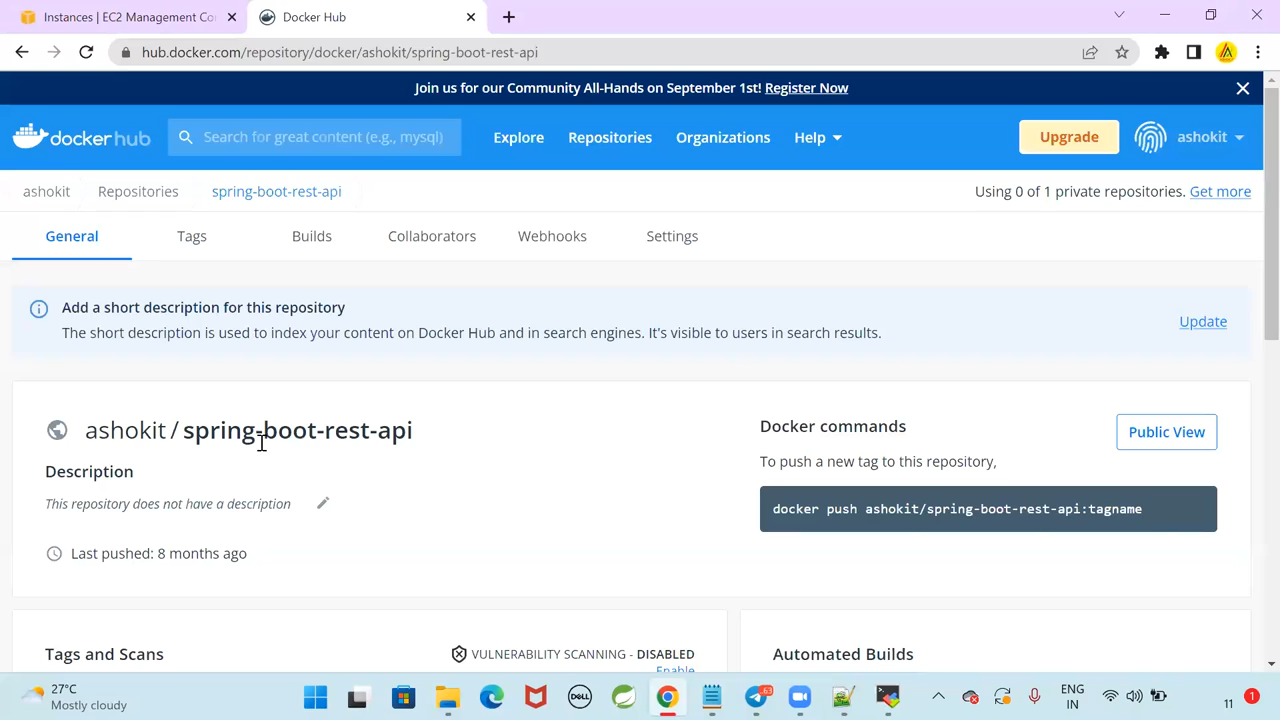 Instances | EC2 Management Co
Docker Hub
hub.docker.com/repository/docker/ashokit/spring-boot-rest-api
Join us for our Community All-Hands on September 1st! Register Now
dockerhub
Search for great content (e.g., mysql)
Explore
Repositories
Organizations
Help
Upgrade
ashokit
ashokit
Repositories
spring-boot-rest-api
Using 0 of 1 private repositories. Get more
General
Tags
Builds
Collaborators
Webhooks
Settings
Add a short description for this repository
The short description is used to index your content on Docker Hub and in search engines. It's visible to users in search results.
Update
ashokit / spring-boot-rest-api
Description
This repository does not have a description
Last pushed: 8 months ago
Docker commands
Public View
To push a new tag to this repository,
docker push ashokit/spring-boot-rest-api:tagname
Tags and Scans
VULNERABILITY SCANNING - DISABLED
Enable
Automated Builds
27°C
Mostly cloudy
DELL
63
ENG
IN
11
1